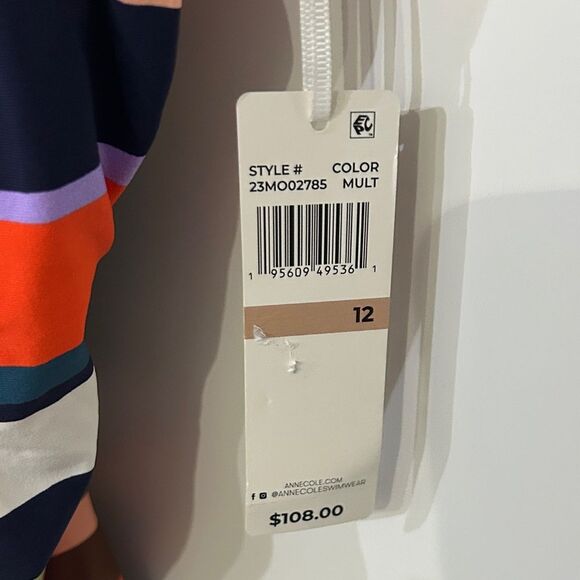 STYLE # COLOR
23MO02785 MULT
1 95609 49536 1
12
ANNECOLE.COM
@ANNECOLESWIMWEAR
$108.00